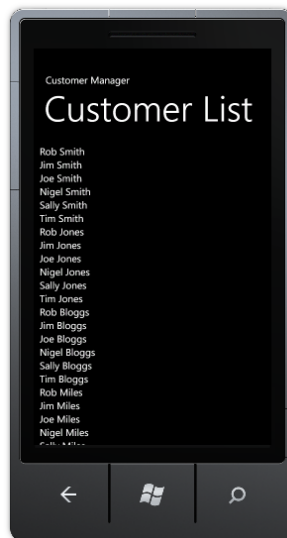 Customer Manager
Customer List
Rob Smith
Jim Smith
Joe Smith
Nigel Smith
Sally Smith
Tim Smith
Rob Jones
Jim Jones
Joe Jones
Nigel Jones
Sally Jones
Tim Jones
Rob Bloggs
Jim Bloggs
Joe Bloggs
Nigel Bloggs
Sally Bloggs
Tim Bloggs
Rob Miles
Jim Miles
Joe Miles
Nigel Miles
Sally Miles